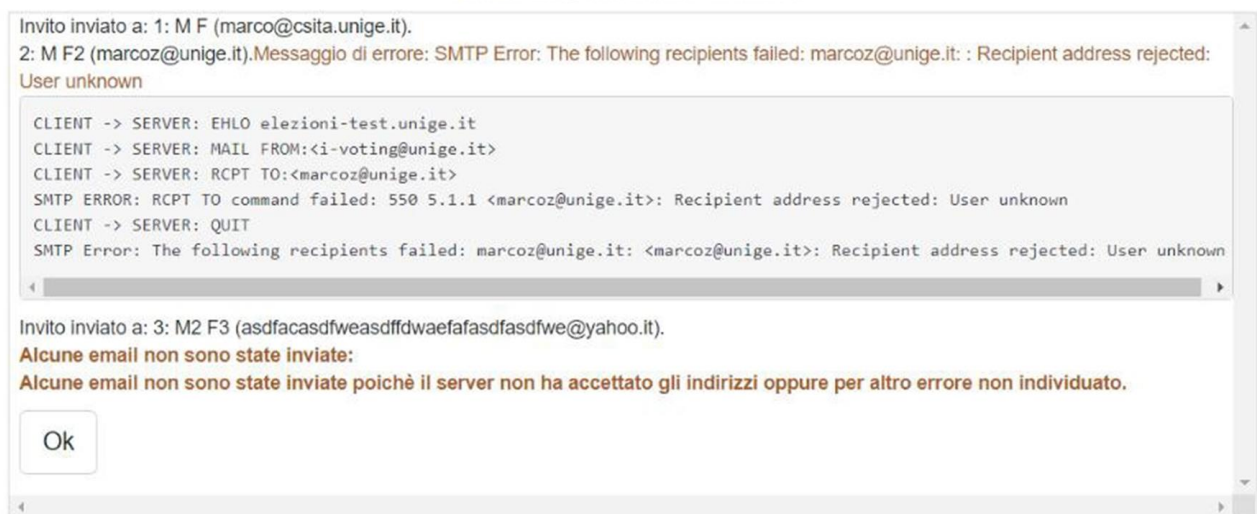 Invito inviato a: 1: M F (marco@csita.unige.it).
2: M F2 (marcoz@unige.it).Messaggio di errore: SMTP Error: The following recipients failed: marcoz@unige.it: : Recipient address rejected:
User unknown
CLIENT -> SERVER: EHLO elezioni-test.unige.it
CLIENT -> SERVER: MAIL FROM:<i-voting@unige.it>
CLIENT -> SERVER: RCPT TO:<marcoz@unige.it>
SMTP ERROR: RCPT TO command failed: 550 5.1.1 <marcoz@unige.it>: Recipient address rejected: User unknown
CLIENT -> SERVER: QUIT
SMTP Error: The following recipients failed: marcoz@unige.it: <marcoz@unige.it>: Recipient address rejected: User unknown
Invito inviato a: 3: M2 F3 (asdfacasdfweasdffdwaefafasdfasdfwe@yahoo.it).
Alcune email non sono state inviate:
Alcune email non sono state inviate poichè il server non ha accettato gli indirizzi oppure per altro errore non individuato.
Ok